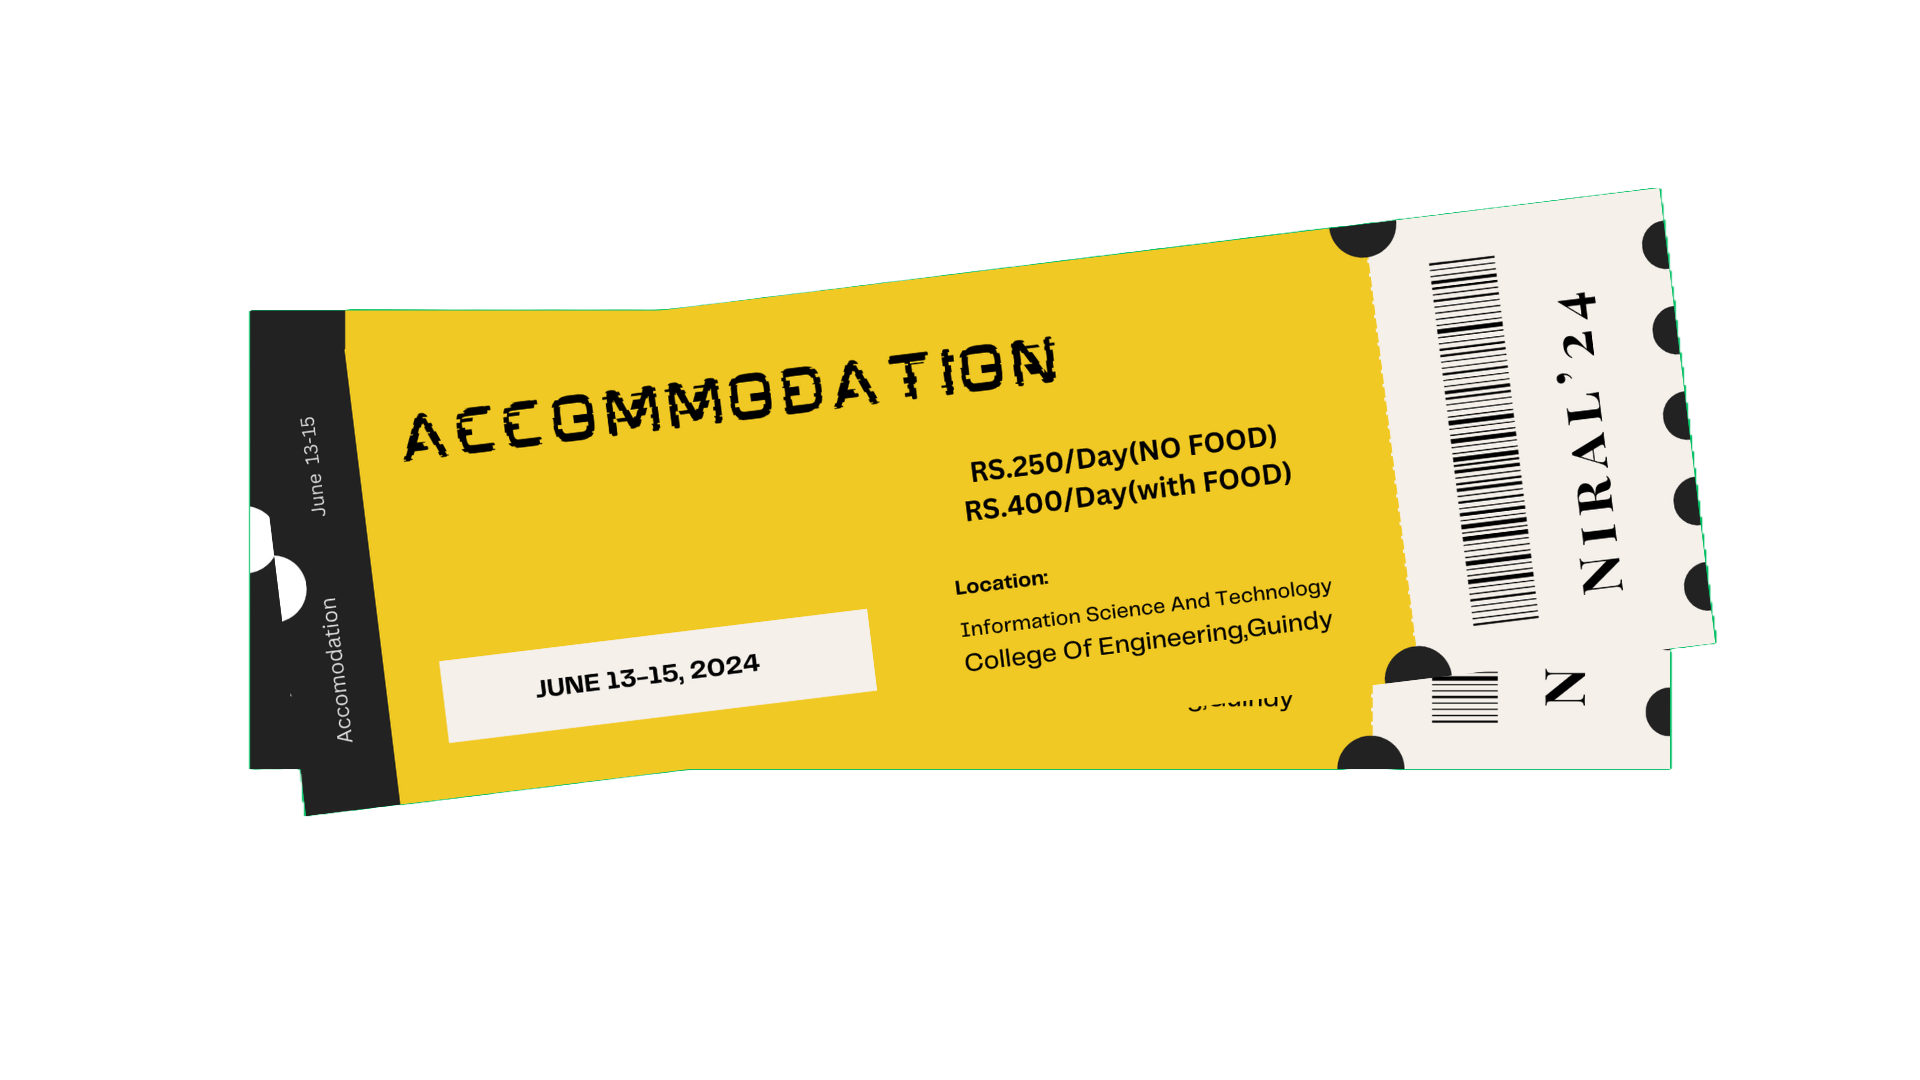 June 13-15
Accomodation
ACCOMMODATION
RS.250/Day(NO FOOD)
RS.400/Day(with FOOD)
Location:
Information Science And Technology
College Of Engineering,Guindy
JUNE 13-15, 2024
g,Guindy
NIRAL’24
N